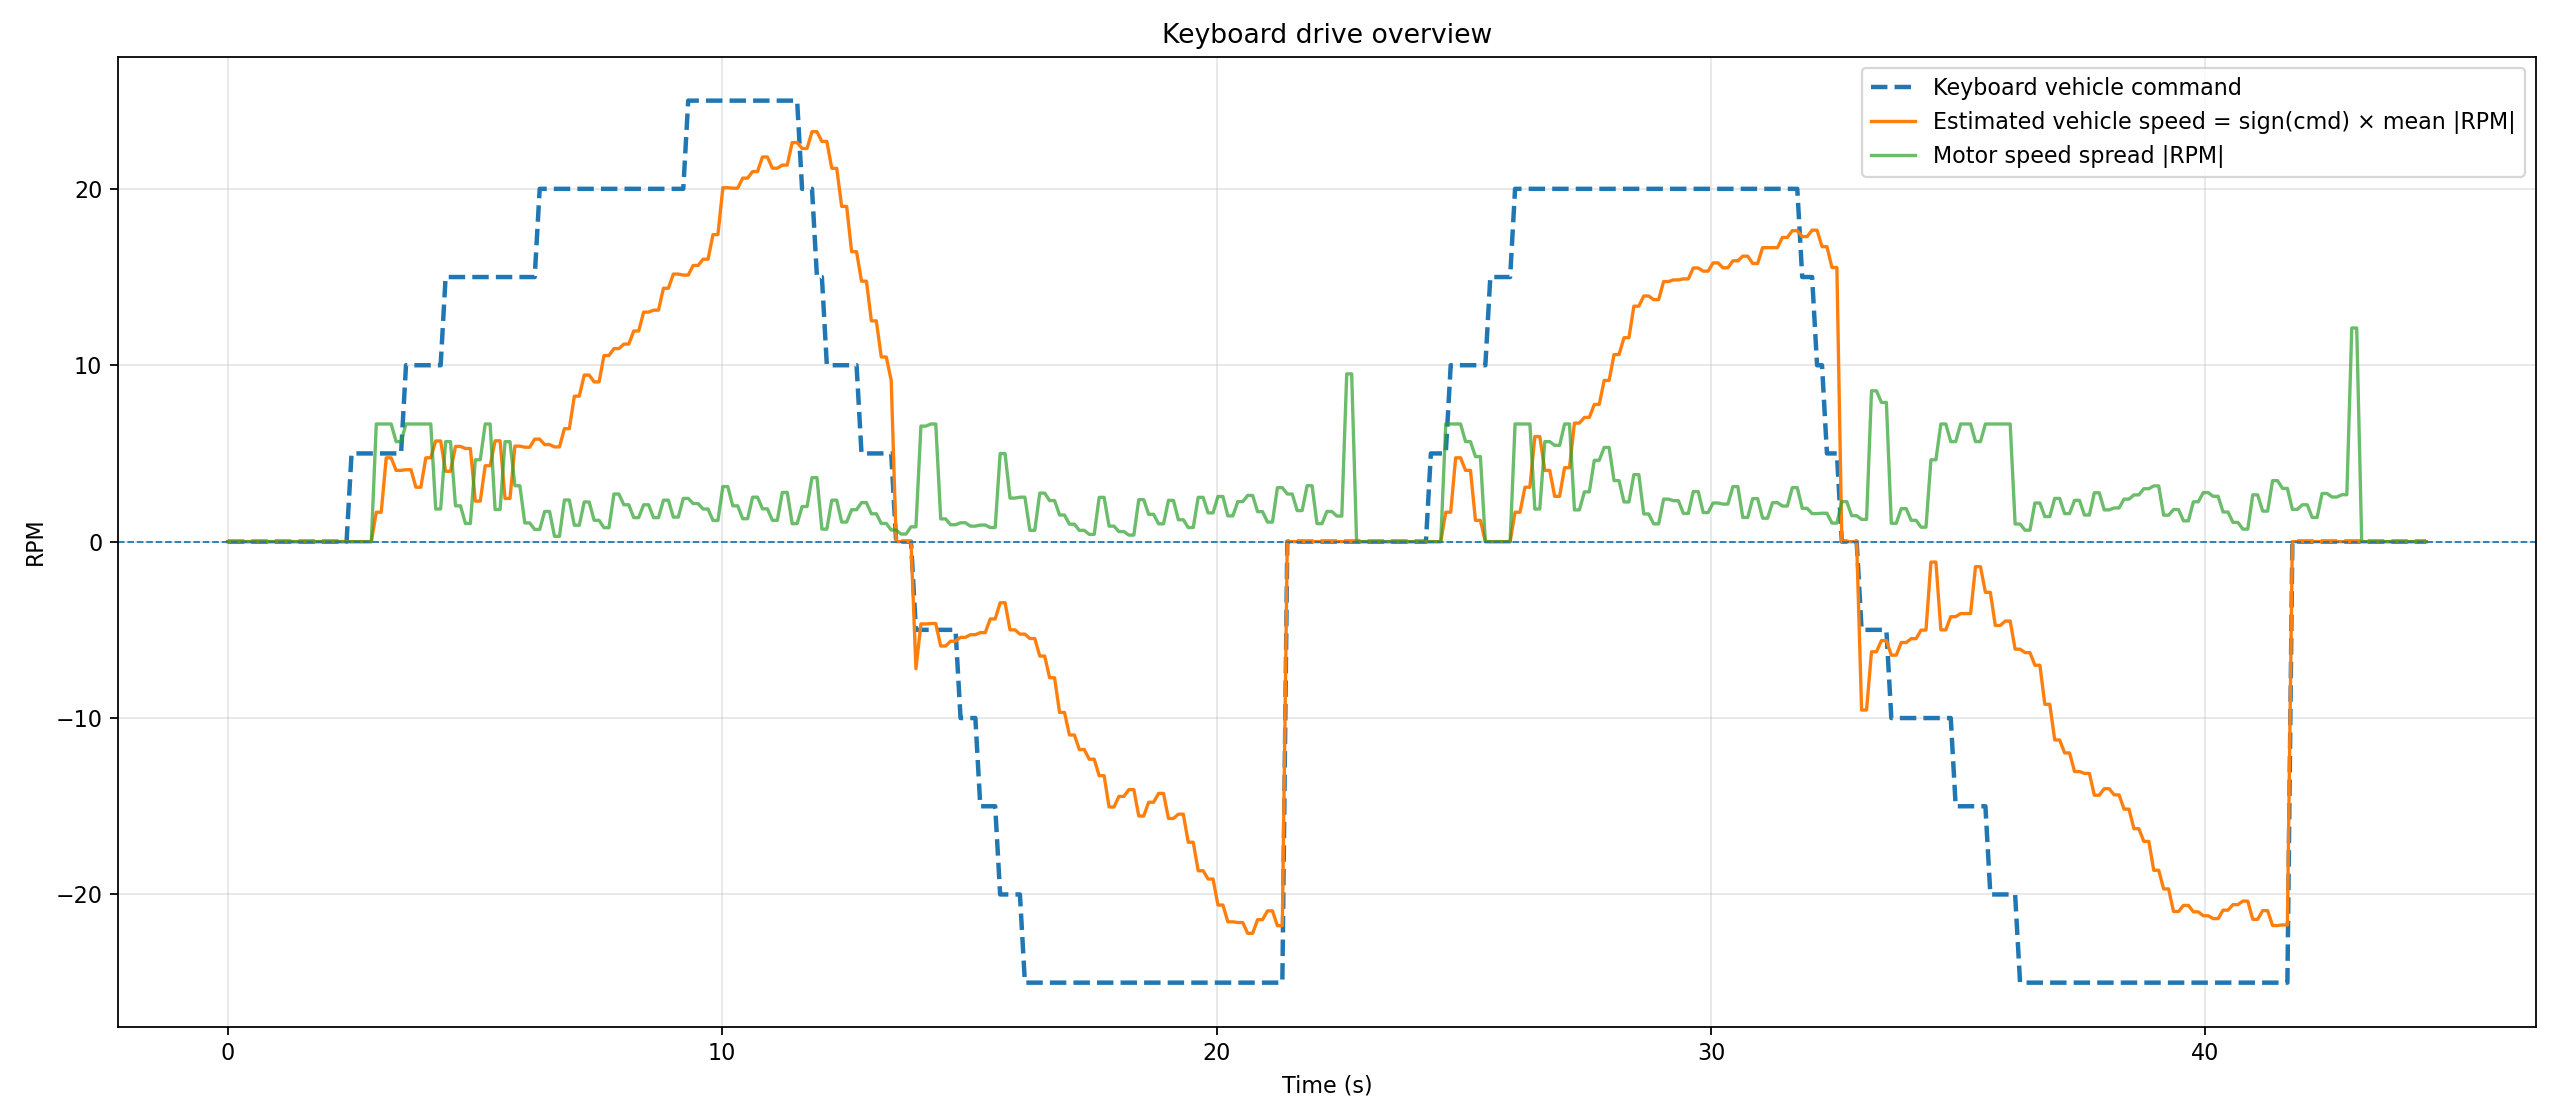 Keyboard drive overview
Keyboard vehicle command
Estimated vehicle speed = sign(cmd) × mean |RPM|
Motor speed spread |RPM|
RPM
20
10
0
−10
−20
0
10
20
30
40
Time (s)